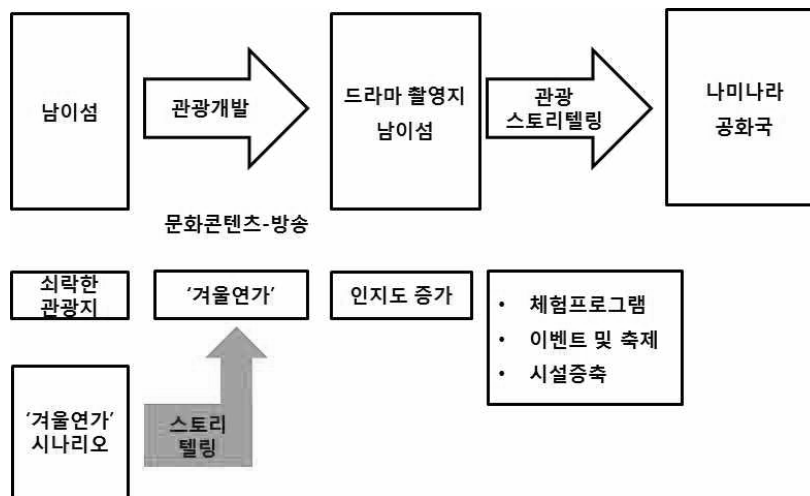 남이섬
관광개발
드라마 촬영지
남이섬
관광
스토리텔링
나미나라
공화국
문화콘텐츠-방송
쇠락한
관광지
‘겨울연가’
인지도 증가
• 체험프로그램
• 이벤트 및 축제
• 시설증축
‘겨울연가’
시나리오
스토리
텔링